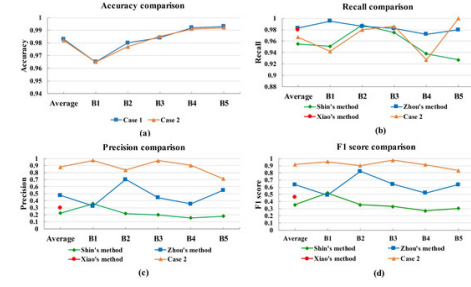 Accuracy comparison
Accuracy
1
0.99
0.98
0.97
0.96
0.95
0.94
Average B1 B2 B3 B4 B5
Case 1 Case 2
(a)
Recall comparison
Recall
1
0.96
0.92
0.9
0.88
0.86
Average B1 B2 B3 B4 B5
Shin's method Zhou's method
Xiao's method Case 2
(b)
Precision comparison
Precision
1
0.9
0.8
0.7
0.6
0.5
0.4
0.3
0.2
0.1
0
Average B1 B2 B3 B4 B5
Shin's method Zhou's method
Xiao's method Case 2
(c)
F1 score comparison
F1 score
1
0.9
0.8
0.7
0.6
0.5
0.4
0.3
0.2
0.1
0
Average B1 B2 B3 B4 B5
Shin's method Zhou's method
Xiao's method Case 2
(d)